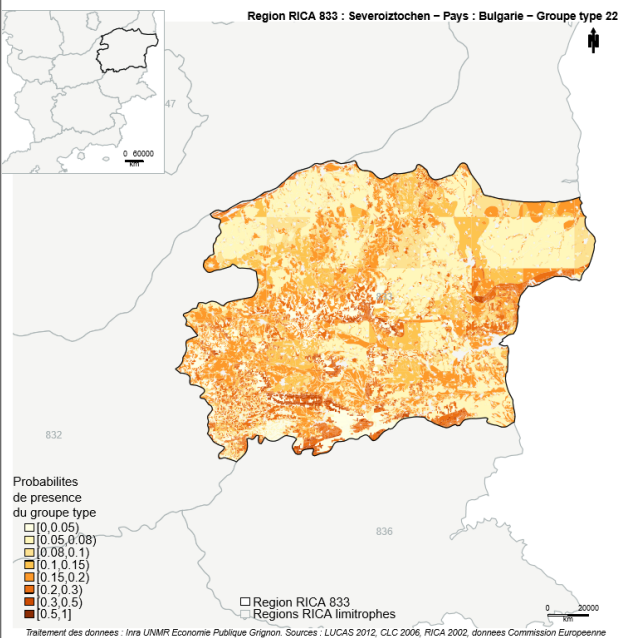 Region RICA 833 : Severoiztochen − Pays : Bulgarie − Groupe type 22
N
47
0 60000
km
833
832
836
Probabilites
de presence
du groupe type
[0,0.05)
[0.05,0.08)
[0.08,0.1)
[0.1,0.15)
[0.15,0.2)
[0.2,0.3)
[0.3,0.5)
[0.5,1]
Region RICA 833
Regions RICA limitrophes
0 20000
km
Traitement des donnees : Inra UNMR Economie Publique Grignon. Sources : LUCAS 2012, CLC 2006, RICA 2002, donnees Commission Europeenne